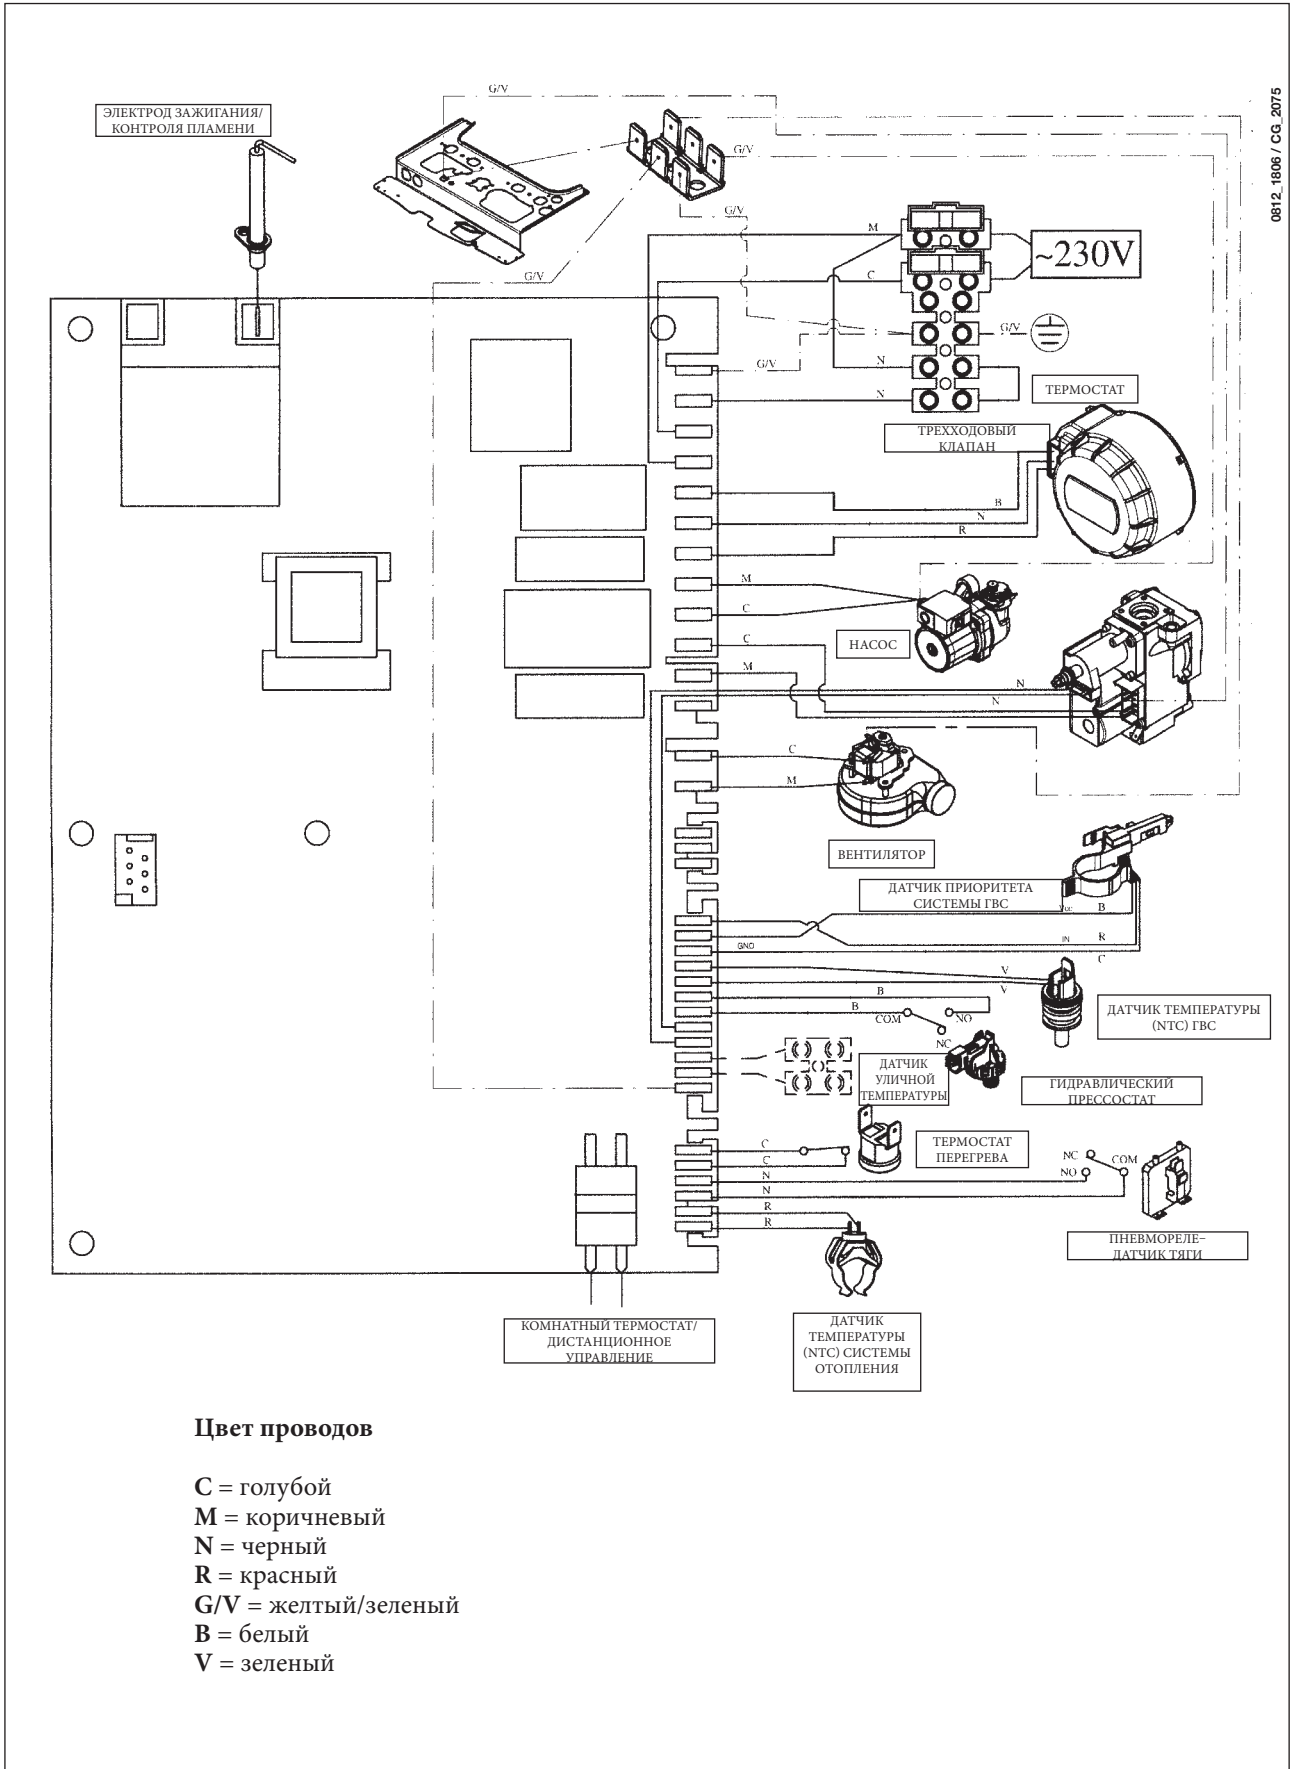 G/V
ЭЛЕКТРОД ЗАЖИГАНИЯ/
КОНТРОЛЯ ПЛАМЕНИ
0812_1806 / CG_2075
G/V
G/V
G/V
M
~230V
C
G/V
G/V
N
N
ТЕРМОСТАТ
ТРЕХХОДОВЫЙ
КЛАПАН
B
N
R
M
C
НАСОС
C
M
N
N
C
M
ВЕНТИЛЯТОР
ДАТЧИК ПРИОРИТЕТА
СИСТЕМЫ ГВС
Vcc
B
IN
R
GND
C
V
V
B
B
COM
NO
NC
ДАТЧИК ТЕМПЕРАТУРЫ
(NTC) ГВС
ДАТЧИК
УЛИЧНОЙ
ТЕМПЕРАТУРЫ
ГИДРАВЛИЧЕСКИЙ
ПРЕССОСТАТ
C
C
N
N
R
R
ТЕРМОСТАТ
ПЕРЕГРЕВА
NC
NO
COM
ПНЕВМОРЕЛЕ–
ДАТЧИК ТЯГИ
КОМНАТНЫЙ ТЕРМОСТАТ/
ДИСТАНЦИОННОЕ
УПРАВЛЕНИЕ
ДАТЧИК
ТЕМПЕРАТУРЫ
(NTC) СИСТЕМЫ
ОТОПЛЕНИЯ
Цвет проводов
C = голубой
M = коричневый
N = черный
R = красный
G/V = желтый/зеленый
B = белый
V = зеленый